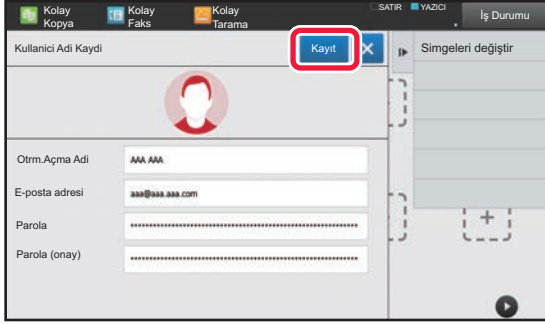 Kolay
Kopya
Kolay
Faks
Kolay
Tarama
SATIR
YAZICI
İş Durumu
Kullanici Adi Kaydi
Kayıt
Simgeleri değiştir
Otrm.Açma Adi
AAA AAA
E-posta adresi
aaa@aaa.aaa.com
Parola
Parola (onay)